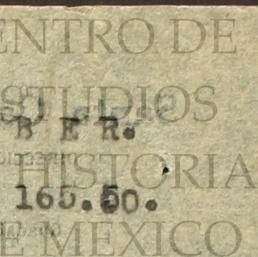 CENTRO DE
ESTUDIOS
B E R.
HISTORIA
165.50.
DE MEXICO